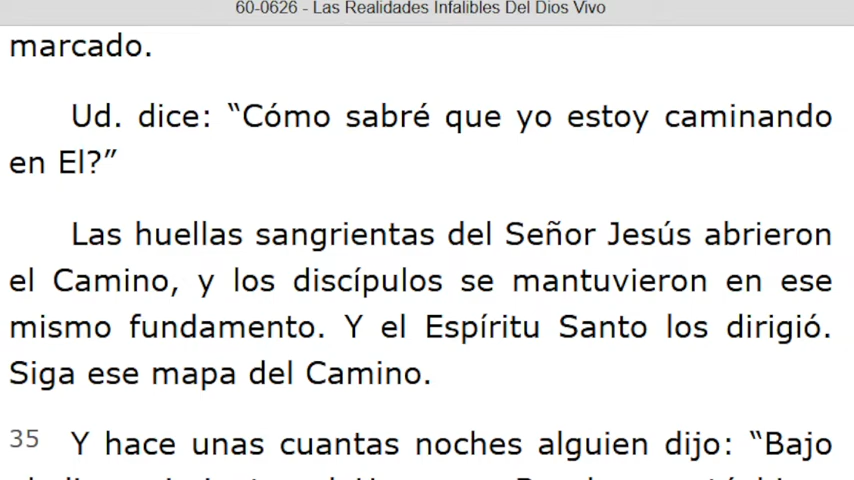 60-0626 - Las Realidades Infalibles Del Dios Vivo
marcado.
Ud. dice: “Cómo sabré que yo estoy caminando
en El?”
Las huellas sangrientas del Señor Jesús abrieron
el Camino, y los discípulos se mantuvieron en ese
mismo fundamento. Y el Espíritu Santo los dirigió.
Siga ese mapa del Camino.
35 Y hace unas cuantas noches alguien dijo: “Bajo